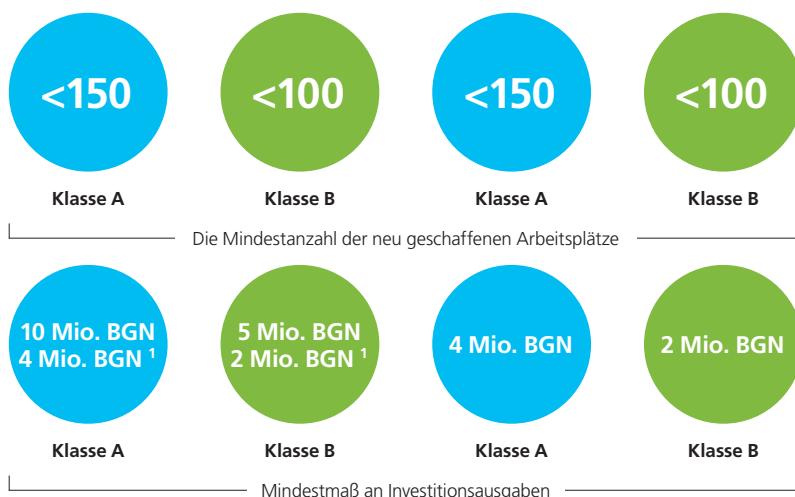 <150 <100 <150 <100
Klasse A Klasse B Klasse A Klasse B
Die Mindestanzahl der neu geschaffenen Arbeitsplätze
10 Mio. BGN 5 Mio. BGN 4 Mio. BGN 2 Mio. BGN
4 Mio. BGN ¹ 2 Mio. BGN ¹
Klasse A Klasse B Klasse A Klasse B
Mindestmaß an Investitionsausgaben